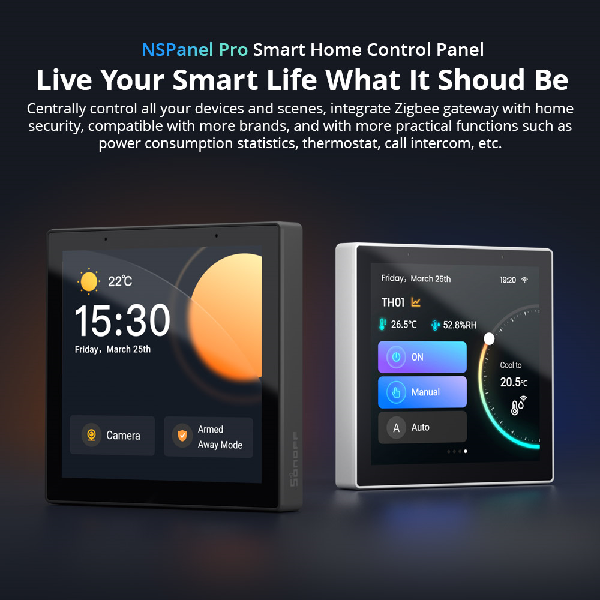 NSPanel Pro Smart Home Control Panel
Live Your Smart Life What It Shoud Be
Centrally control all your devices and scenes, integrate Zigbee gateway with home
security, compatible with more brands, and with more practical functions such as
power consumption statistics, thermostat, call intercom, etc.
22℃
15:30
Friday, March 25th
Camera
Armed
Away Mode
SONOFF
Friday, March 25th 19:20
TH01
26.5℃ 52.8%RH
ON
Manual
A Auto
Cool to
20.5℃